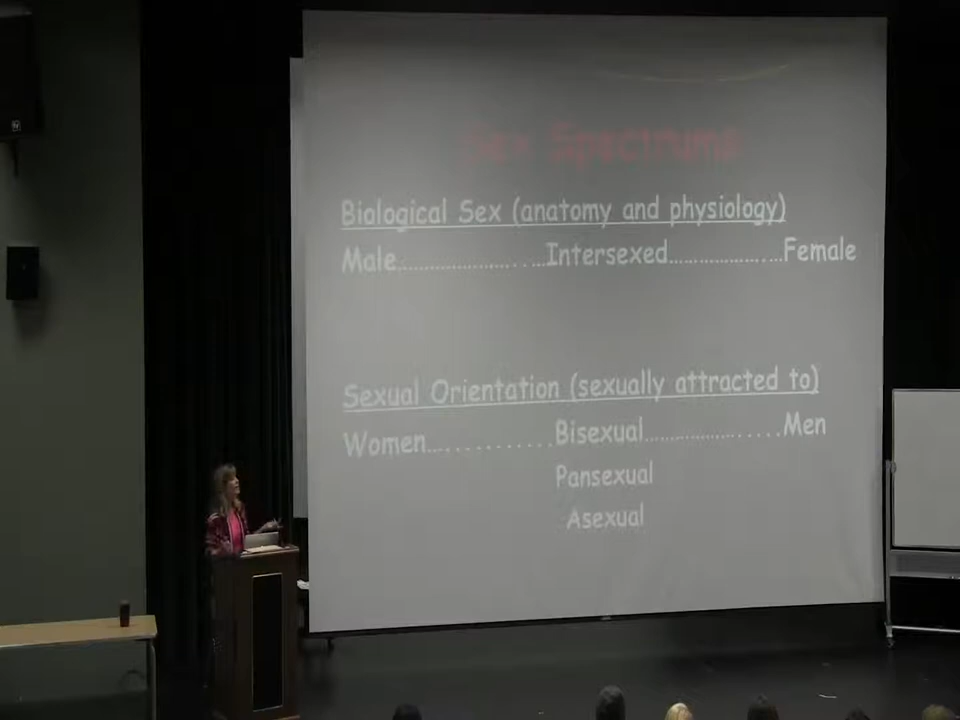 Sex Spectrums
Biological Sex (anatomy and physiology)
Male.......................Intersexed.....................Female
Sexual Orientation (sexually attracted to)
Women...............Bisexual......................Men
Pansexual
Asexual